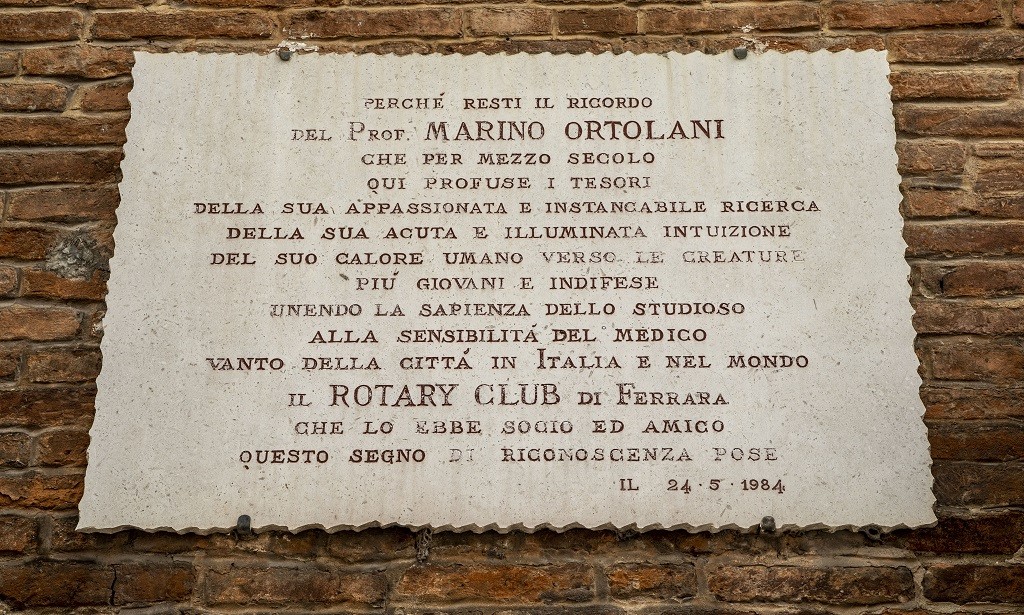 PERCHÉ RESTI IL RICORDO
DEL PROF. MARINO ORTOLANI
CHE PER MEZZO SECOLO
QUI PROFUSE I TESORI
DELLA SUA APPASSIONATA E INSTANCABILE RICERCA
DELLA SUA ACUTA E ILLUMINATA INTUIZIONE
DEL SUO CALORE UMANO VERSO LE CREATURE
PIÚ GIOVANI E INDIFESE
UNENDO LA SAPIENZA DELLO STUDIOSO
ALLA SENSIBILITÁ DEL MEDICO
VANTO DELLA CITTÁ IN ITALIA E NEL MONDO
IL ROTARY CLUB DI FERRARA
CHE LO EBBE SOCIO ED AMICO
QUESTO SEGNO DI RICONOSCENZA POSE
IL 24·5·1984